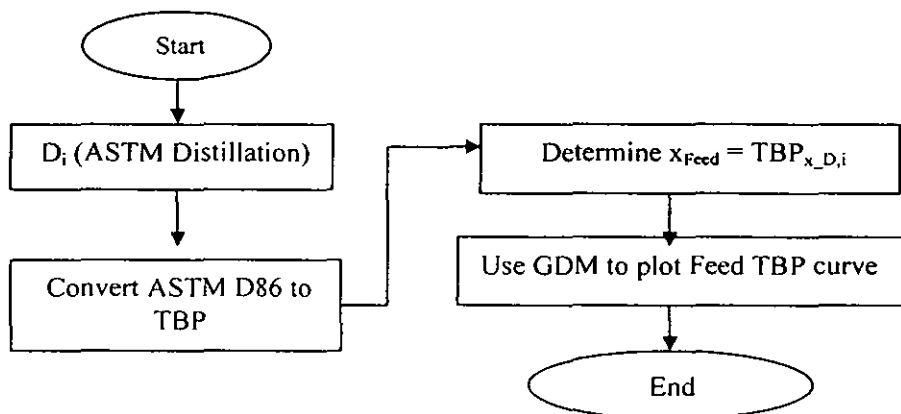 Start
D_i (ASTM Distillation)
Convert ASTM D86 to
TBP
Determine x_Feed = TBP_x_D,i
Use GDM to plot Feed TBP curve
End